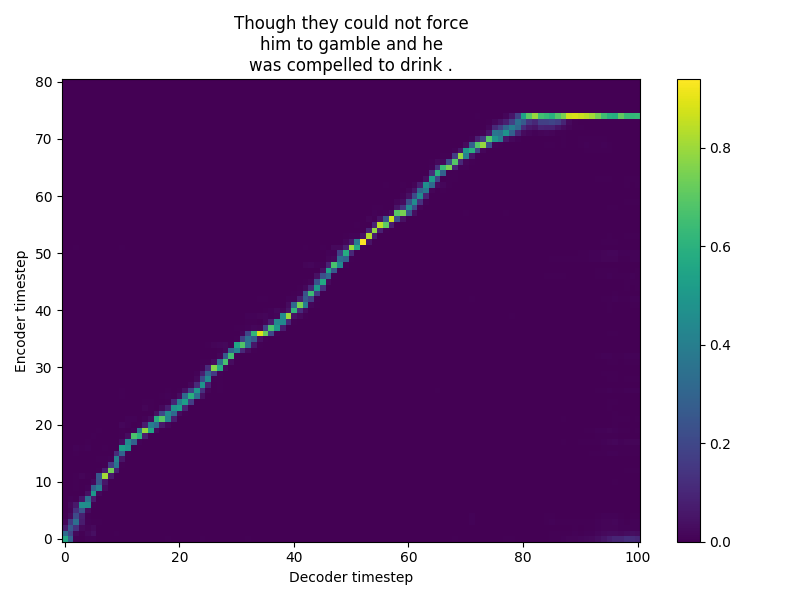 Though they could not force
him to gamble and he
was compelled to drink .
80
70
60
50
40
30
20
10
0
Encoder timestep
0 20 40 60 80 100
Decoder timestep
0.8
0.6
0.4
0.2
0.0